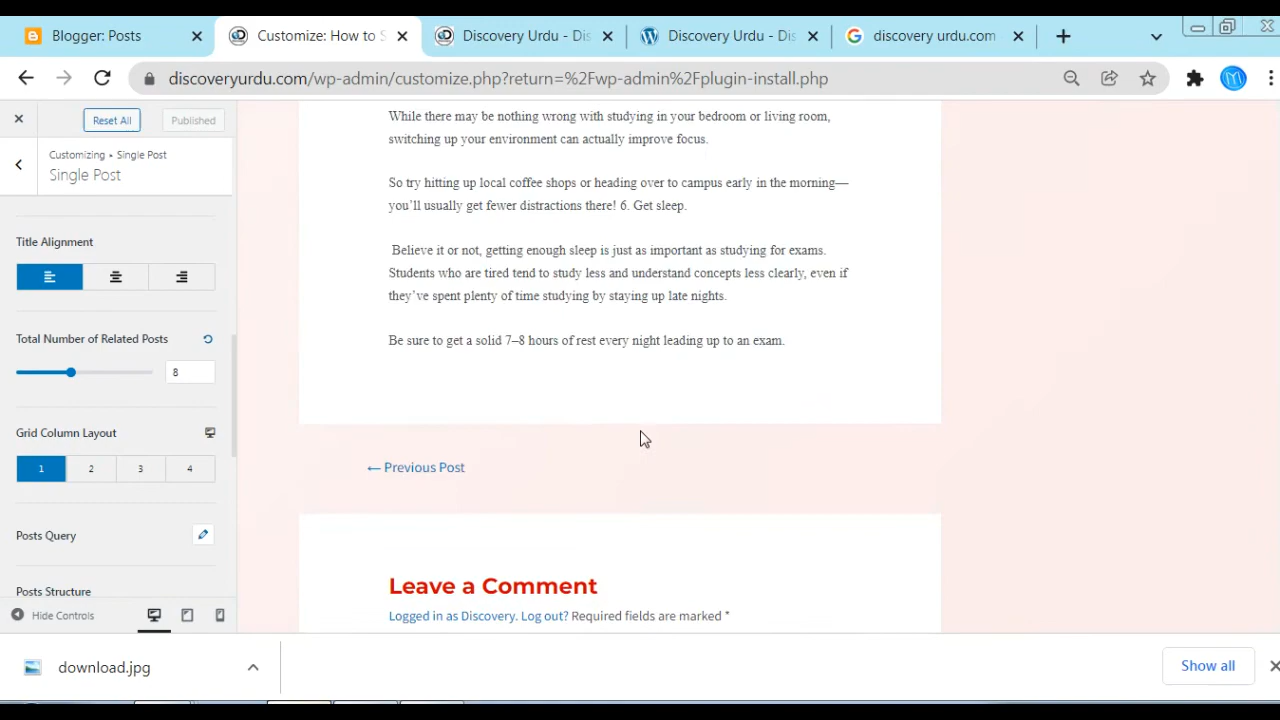 Blogger: Posts
Customize: How to S
Discovery Urdu - Dis
Discovery Urdu - Dis
discovery urdu.com
discoveryurdu.com/wp-admin/customize.php?return=%2Fwp-admin%2Fplugin-install.php
Reset All
Published
Customizing • Single Post
Single Post
Title Alignment
Total Number of Related Posts
8
Grid Column Layout
1
2
3
4
Posts Query
Posts Structure
Hide Controls
While there may be nothing wrong with studying in your bedroom or living room,
switching up your environment can actually improve focus.
So try hitting up local coffee shops or heading over to campus early in the morning—
you’ll usually get fewer distractions there! 6. Get sleep.
Believe it or not, getting enough sleep is just as important as studying for exams.
Students who are tired tend to study less and understand concepts less clearly, even if
they’ve spent plenty of time studying by staying up late nights.
Be sure to get a solid 7–8 hours of rest every night leading up to an exam.
← Previous Post
Leave a Comment
Logged in as Discovery. Log out? Required fields are marked *
download.jpg
Show all